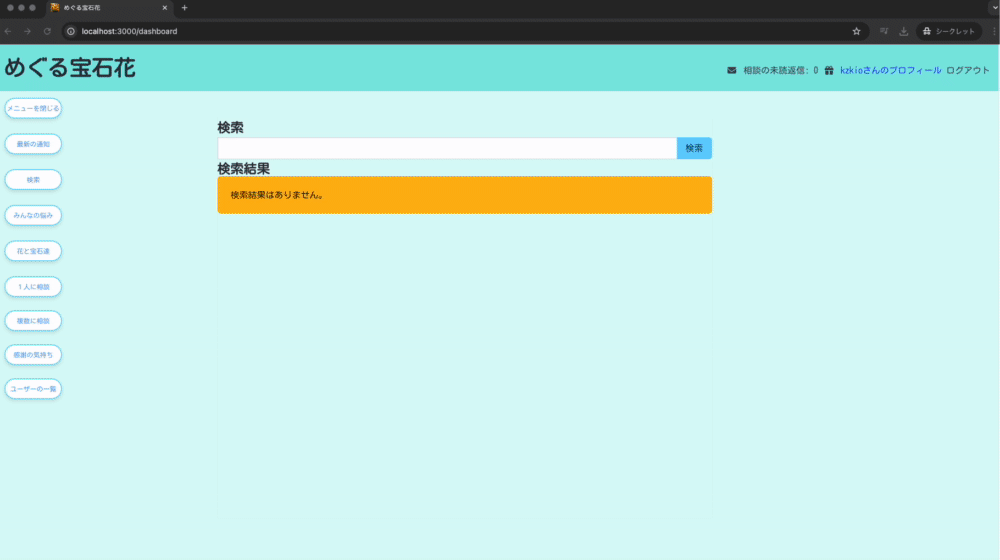 めぐる宝石花
localhost:3000/dashboard
シークレット
めぐる宝石花
相談の未読返信: 0 kzkioさんのプロフィール ログアウト
メニューを閉じる
最新の通知
検索
みんなの悩み
花と宝石達
1人に相談
複数に相談
感謝の気持ち
ユーザーの一覧
検索
検索
検索結果
検索結果はありません。